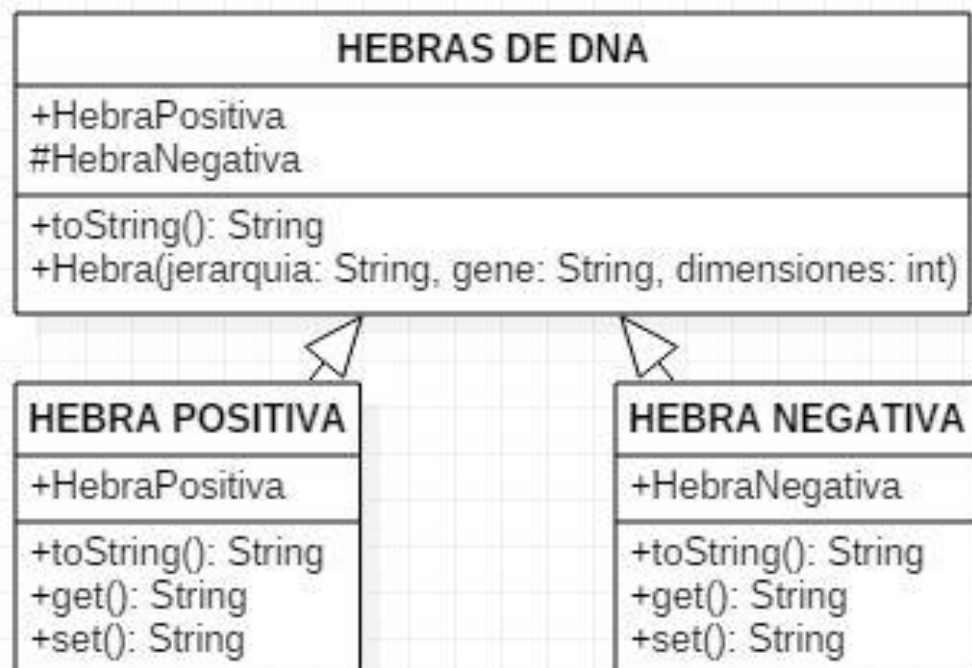 HEBRAS DE DNA
+HebraPositiva
#HebraNegativa
+toString(): String
+Hebra(jerarquia: String, gene: String, dimensiones: int)
HEBRA POSITIVA
+HebraPositiva
+toString(): String
+get(): String
+set(): String
HEBRA NEGATIVA
+HebraNegativa
+toString(): String
+get(): String
+set(): String